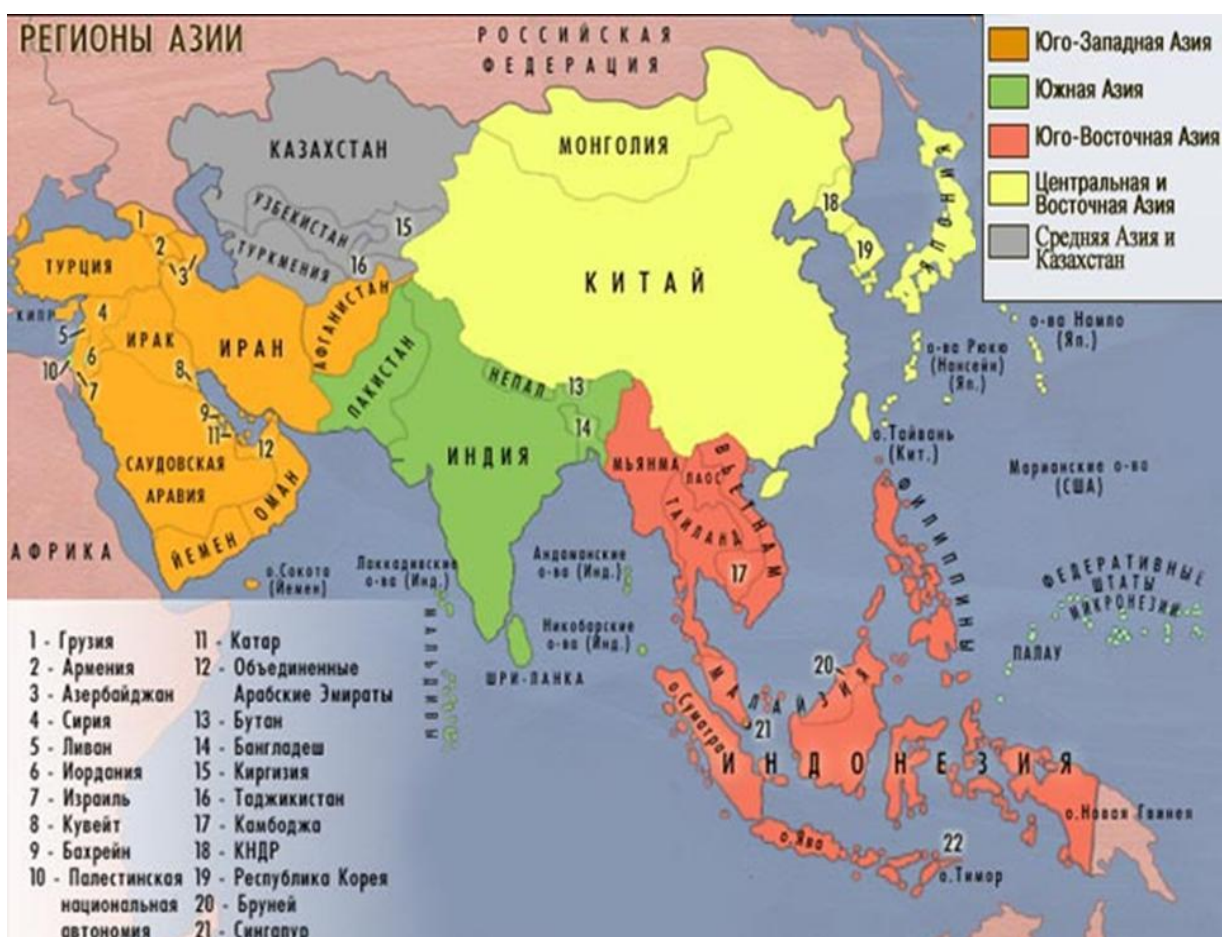 РЕГИОНЫ АЗИИ
РОССИЙСКАЯ
ФЕДЕРАЦИЯ
Юго-Западная Азия
Южная Азия
Юго-Восточная Азия
Центральная и
Восточная Азия
Средняя Азия и
Казахстан
КАЗАХСТАН
МОНГОЛИЯ
УЗБЕКИСТАН
ТУРКМЕНИЯ
15
16
18
19
ЯПОНИЯ
1
2
3
ТУРЦИЯ
КИТАЙ
АФГАНИСТАН
КИПР
4
5
6
7
8
10
ИРАК
ИРАН
ПАКИСТАН
НЕПАЛ
13
14
о-ва Рюкю
(Нансейн)
(Яп.)
о-ва Нампо
(Яп.)
9
11
12
САУДОВСКАЯ
АРАВИЯ
ОМАН
ЙЕМЕН
ИНДИЯ
МЬЯНМА
ЛАОС
ВЬЕТНАМ
ТАИЛАНД
17
о.Тайвань
(Кит.)
Марианские о-ва
(США)
ФИЛИППИНЫ
АФРИКА
о.Сокота
(Йемен)
Лаккадивские
о-ва (Инд.)
Андаманские
о-ва (Инд.)
Никобарские
о-ва (Инд.)
ФЕДЕРАТИВНЫЕ
ШТАТЫ
МИКРОНЕЗИИ
ПАЛАУ
МАЛЬДИВЫ
ШРИ-ЛАНКА
МАЛАЙЗИЯ
20
21
о.Суматра
ИНДОНЕЗИЯ
о.Новая Гвинея
о.Ява
22
о.Тимор
1 - Грузия
2 - Армения
3 - Азербайджан
4 - Сирия
5 - Ливан
6 - Иордания
7 - Израиль
8 - Кувейт
9 - Бахрейн
10 - Палестинская
национальная
автономия
11 - Катар
12 - Объединенные
Арабские Эмираты
13 - Бутан
14 - Бангладеш
15 - Киргизия
16 - Таджикистан
17 - Камбоджа
18 - КНДР
19 - Республика Корея
20 - Бруней
21 - Сингапур